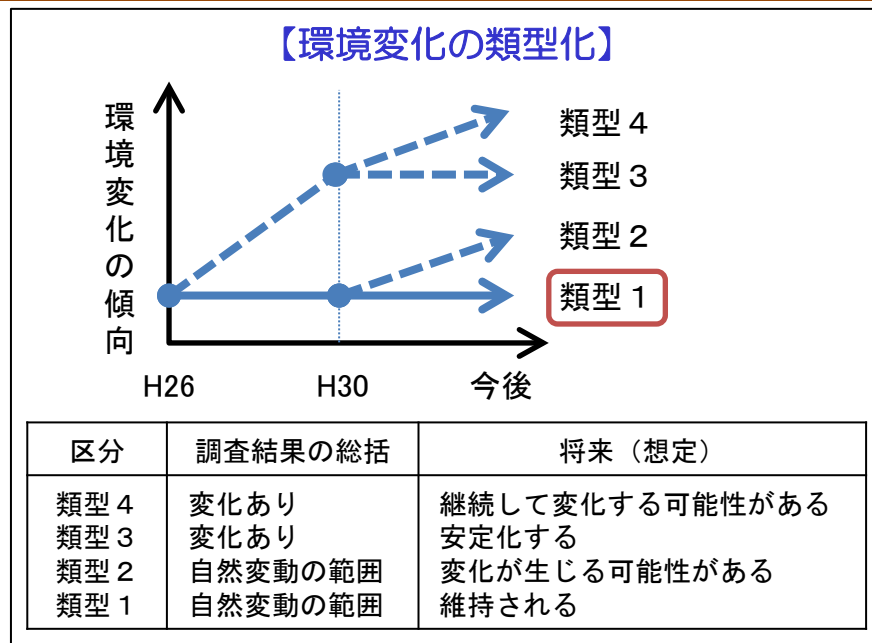 【環境変化の類型化】
環境変化の傾向
類型４
類型３
類型２
類型１
H26 H30 今後
区分 調査結果の総括 将来（想定）
類型４ 変化あり 継続して変化する可能性がある
類型３ 変化あり 安定化する
類型２ 自然変動の範囲 変化が生じる可能性がある
類型１ 自然変動の範囲 維持される